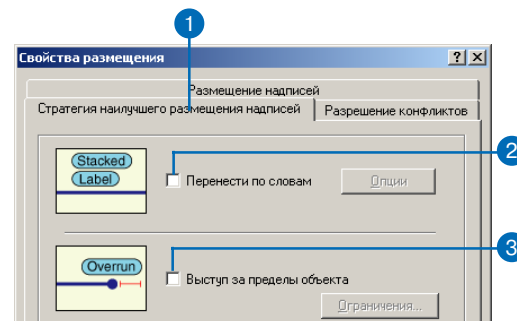 1
Свойства размещения
Размещение надписей
Стратегия наилучшего размещения надписей
Разрешение конфликтов
Stacked
Label
Перенести по словам
Опции
2
Overrun
Выступ за пределы объекта
3
Ограничения...